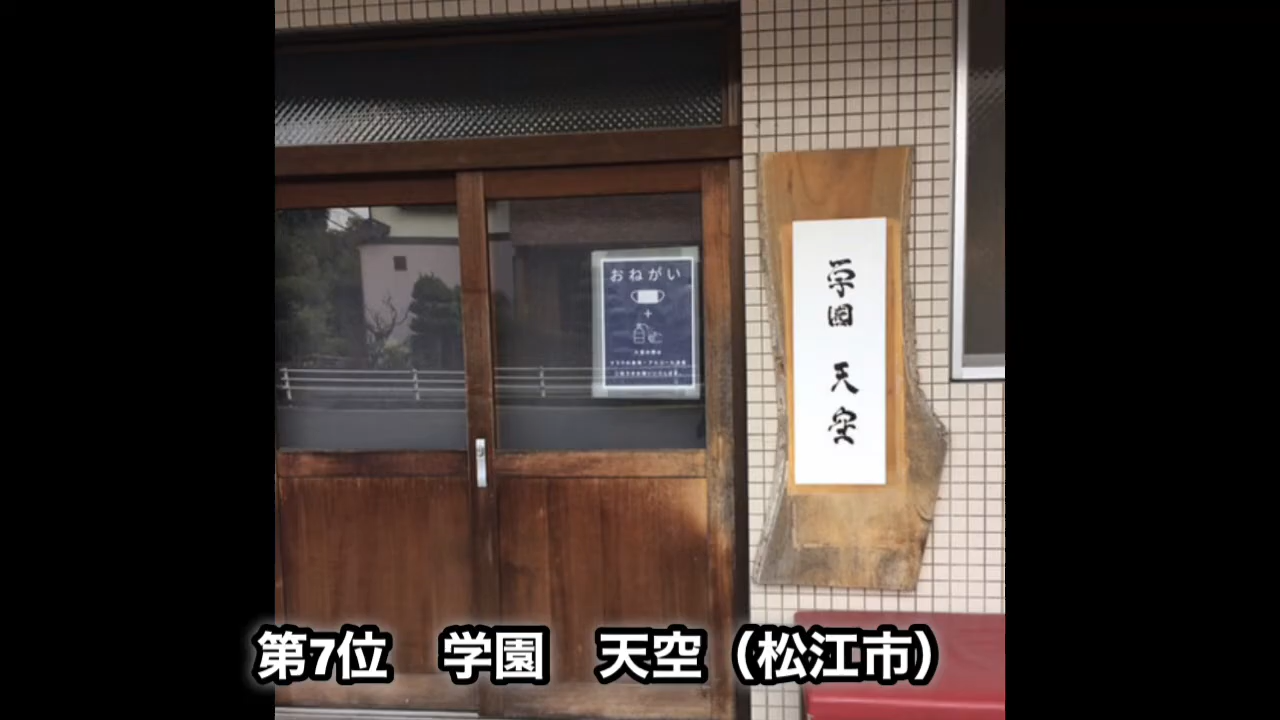 おねがい
+
学園 天空
第7位　学園　天空（松江市）